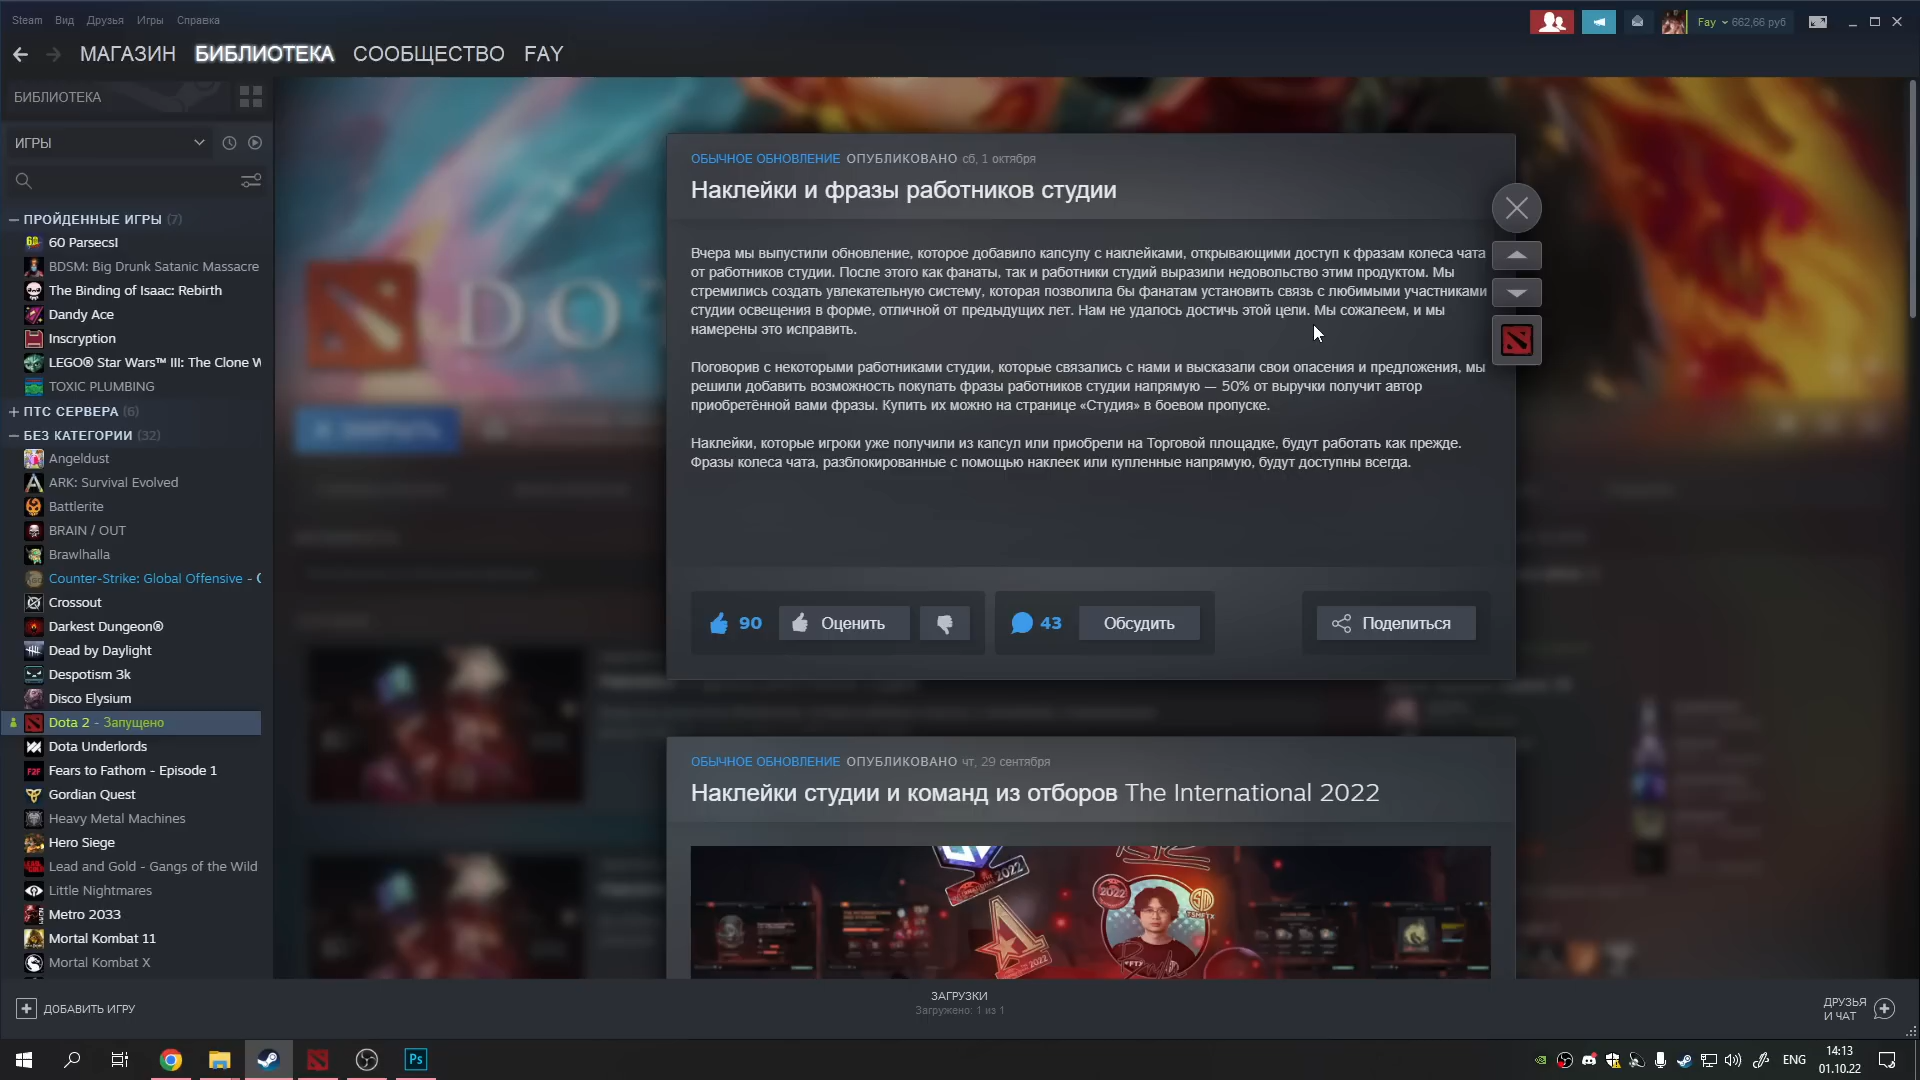 Steam Вид Друзья Игры Справка
Fay 662,66 руб
МАГАЗИН БИБЛИОТЕКА СООБЩЕСТВО FAY
БИБЛИОТЕКА
ИГРЫ
ПРОЙДЕННЫЕ ИГРЫ (7)
60 Parsecs!
BDSM: Big Drunk Satanic Massacre
The Binding of Isaac: Rebirth
Dandy Ace
Inscryption
LEGO® Star Wars™ III: The Clone W
TOXIC PLUMBING
ПТС СЕРВЕРА (6)
БЕЗ КАТЕГОРИИ (32)
Angeldust
ARK: Survival Evolved
Battlerite
BRAIN / OUT
Brawlhalla
Counter-Strike: Global Offensive -
Crossout
Darkest Dungeon®
Dead by Daylight
Despotism 3k
Disco Elysium
Dota 2 - Запущено
Dota Underlords
Fears to Fathom - Episode 1
Gordian Quest
Heavy Metal Machines
Hero Siege
Lead and Gold - Gangs of the Wild
Little Nightmares
Metro 2033
Mortal Kombat 11
Mortal Kombat X
ОБЫЧНОЕ ОБНОВЛЕНИЕ ОПУБЛИКОВАНО сб, 1 октября
Наклейки и фразы работников студии
Вчера мы выпустили обновление, которое добавило капсулу с наклейками, открывающими доступ к фразам колеса чата
от работников студии. После этого как фанаты, так и работники студий выразили недовольство этим продуктом. Мы
стремились создать увлекательную систему, которая позволила бы фанатам установить связь с любимыми участниками
студии освещения в форме, отличной от предыдущих лет. Нам не удалось достичь этой цели. Мы сожалеем, и мы
намерены это исправить.
Поговорив с некоторыми работниками студии, которые связались с нами и высказали свои опасения и предложения, мы
решили добавить возможность покупать фразы работников студии напрямую — 50% от выручки получит автор
приобретённой вами фразы. Купить их можно на странице «Студия» в боевом пропуске.
Наклейки, которые игроки уже получили из капсул или приобрели на Торговой площадке, будут работать как прежде.
Фразы колеса чата, разблокированные с помощью наклеек или купленные напрямую, будут доступны всегда.
90 Оценить 43 Обсудить Поделиться
ОБЫЧНОЕ ОБНОВЛЕНИЕ ОПУБЛИКОВАНО чт, 29 сентября
Наклейки студии и команд из отборов The International 2022
ДОБАВИТЬ ИГРУ
ЗАГРУЗКИ
Загружено: 1 из 1
ДРУЗЬЯ
И ЧАТ
Ps
ENG
14:13
01.10.22